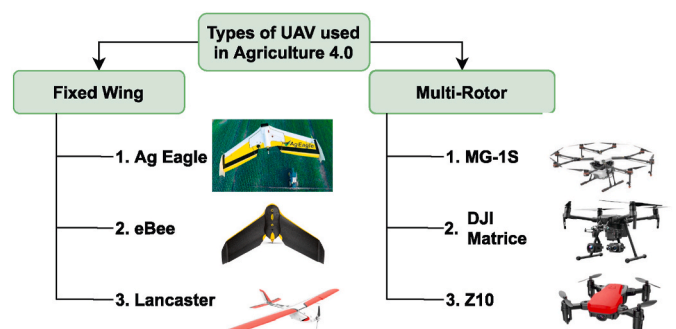 Types of UAV used
in Agriculture 4.0
Fixed Wing
Multi-Rotor
1. Ag Eagle
AgEagle
2. eBee
3. Lancaster
1. MG-1S
2. DJI
Matrice
3. Z10